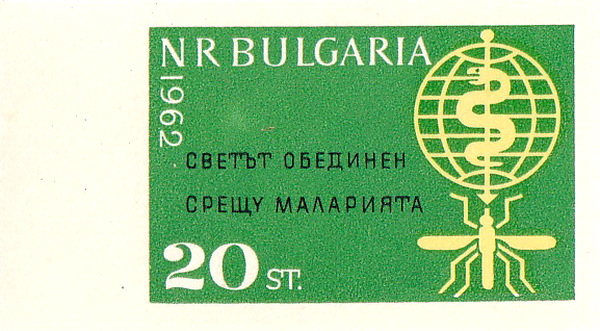 NR BULGARIA
1962
СВЕТЪТ ОБЕДИНЕН
СРЕЩУ МАЛАРИЯТА
20 ST.